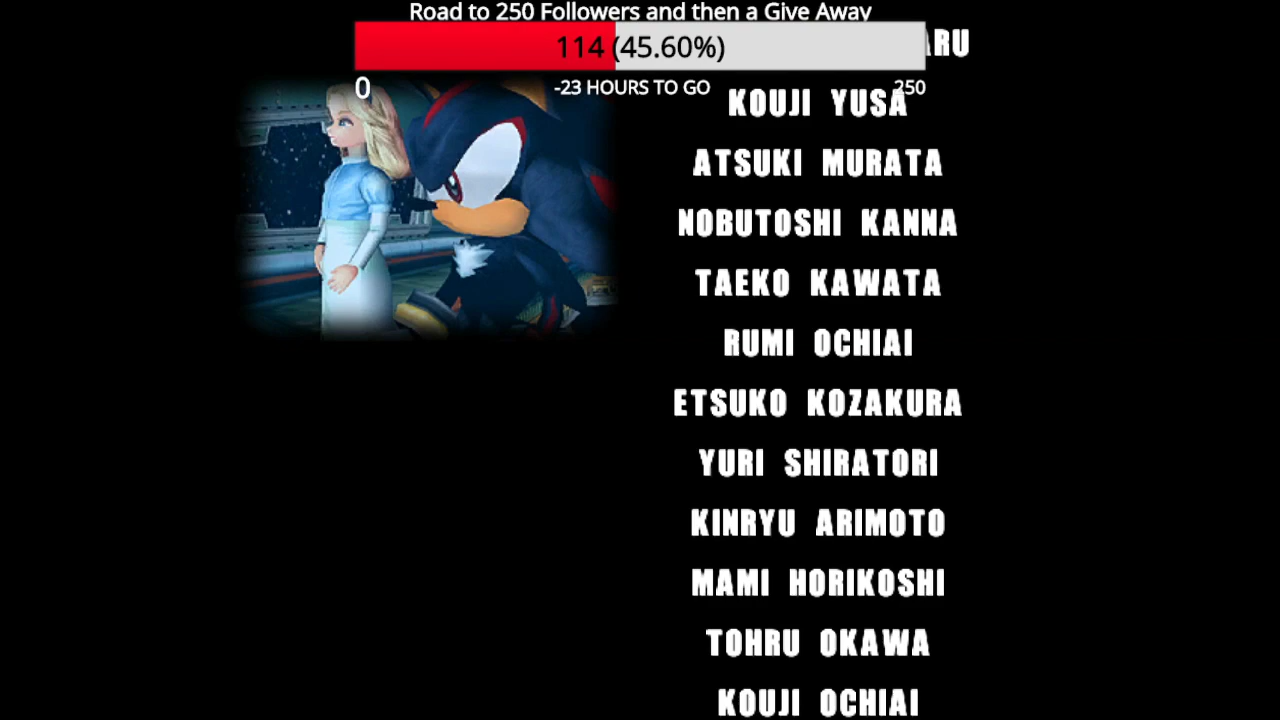 Road to 250 Followers and then a Give Away
114 (45.60%)
0
-23 HOURS TO GO
250
KOUJI YUSA
ATSUKI MURATA
NOBUTOSHI KANNA
TAEKO KAWATA
RUMI OCHIAI
ETSUKO KOZAKURA
YURI SHIRATORI
KINRYU ARIMOTO
MAMI HORIKOSHI
TOHRU OKAWA
KOUJI OCHIAI